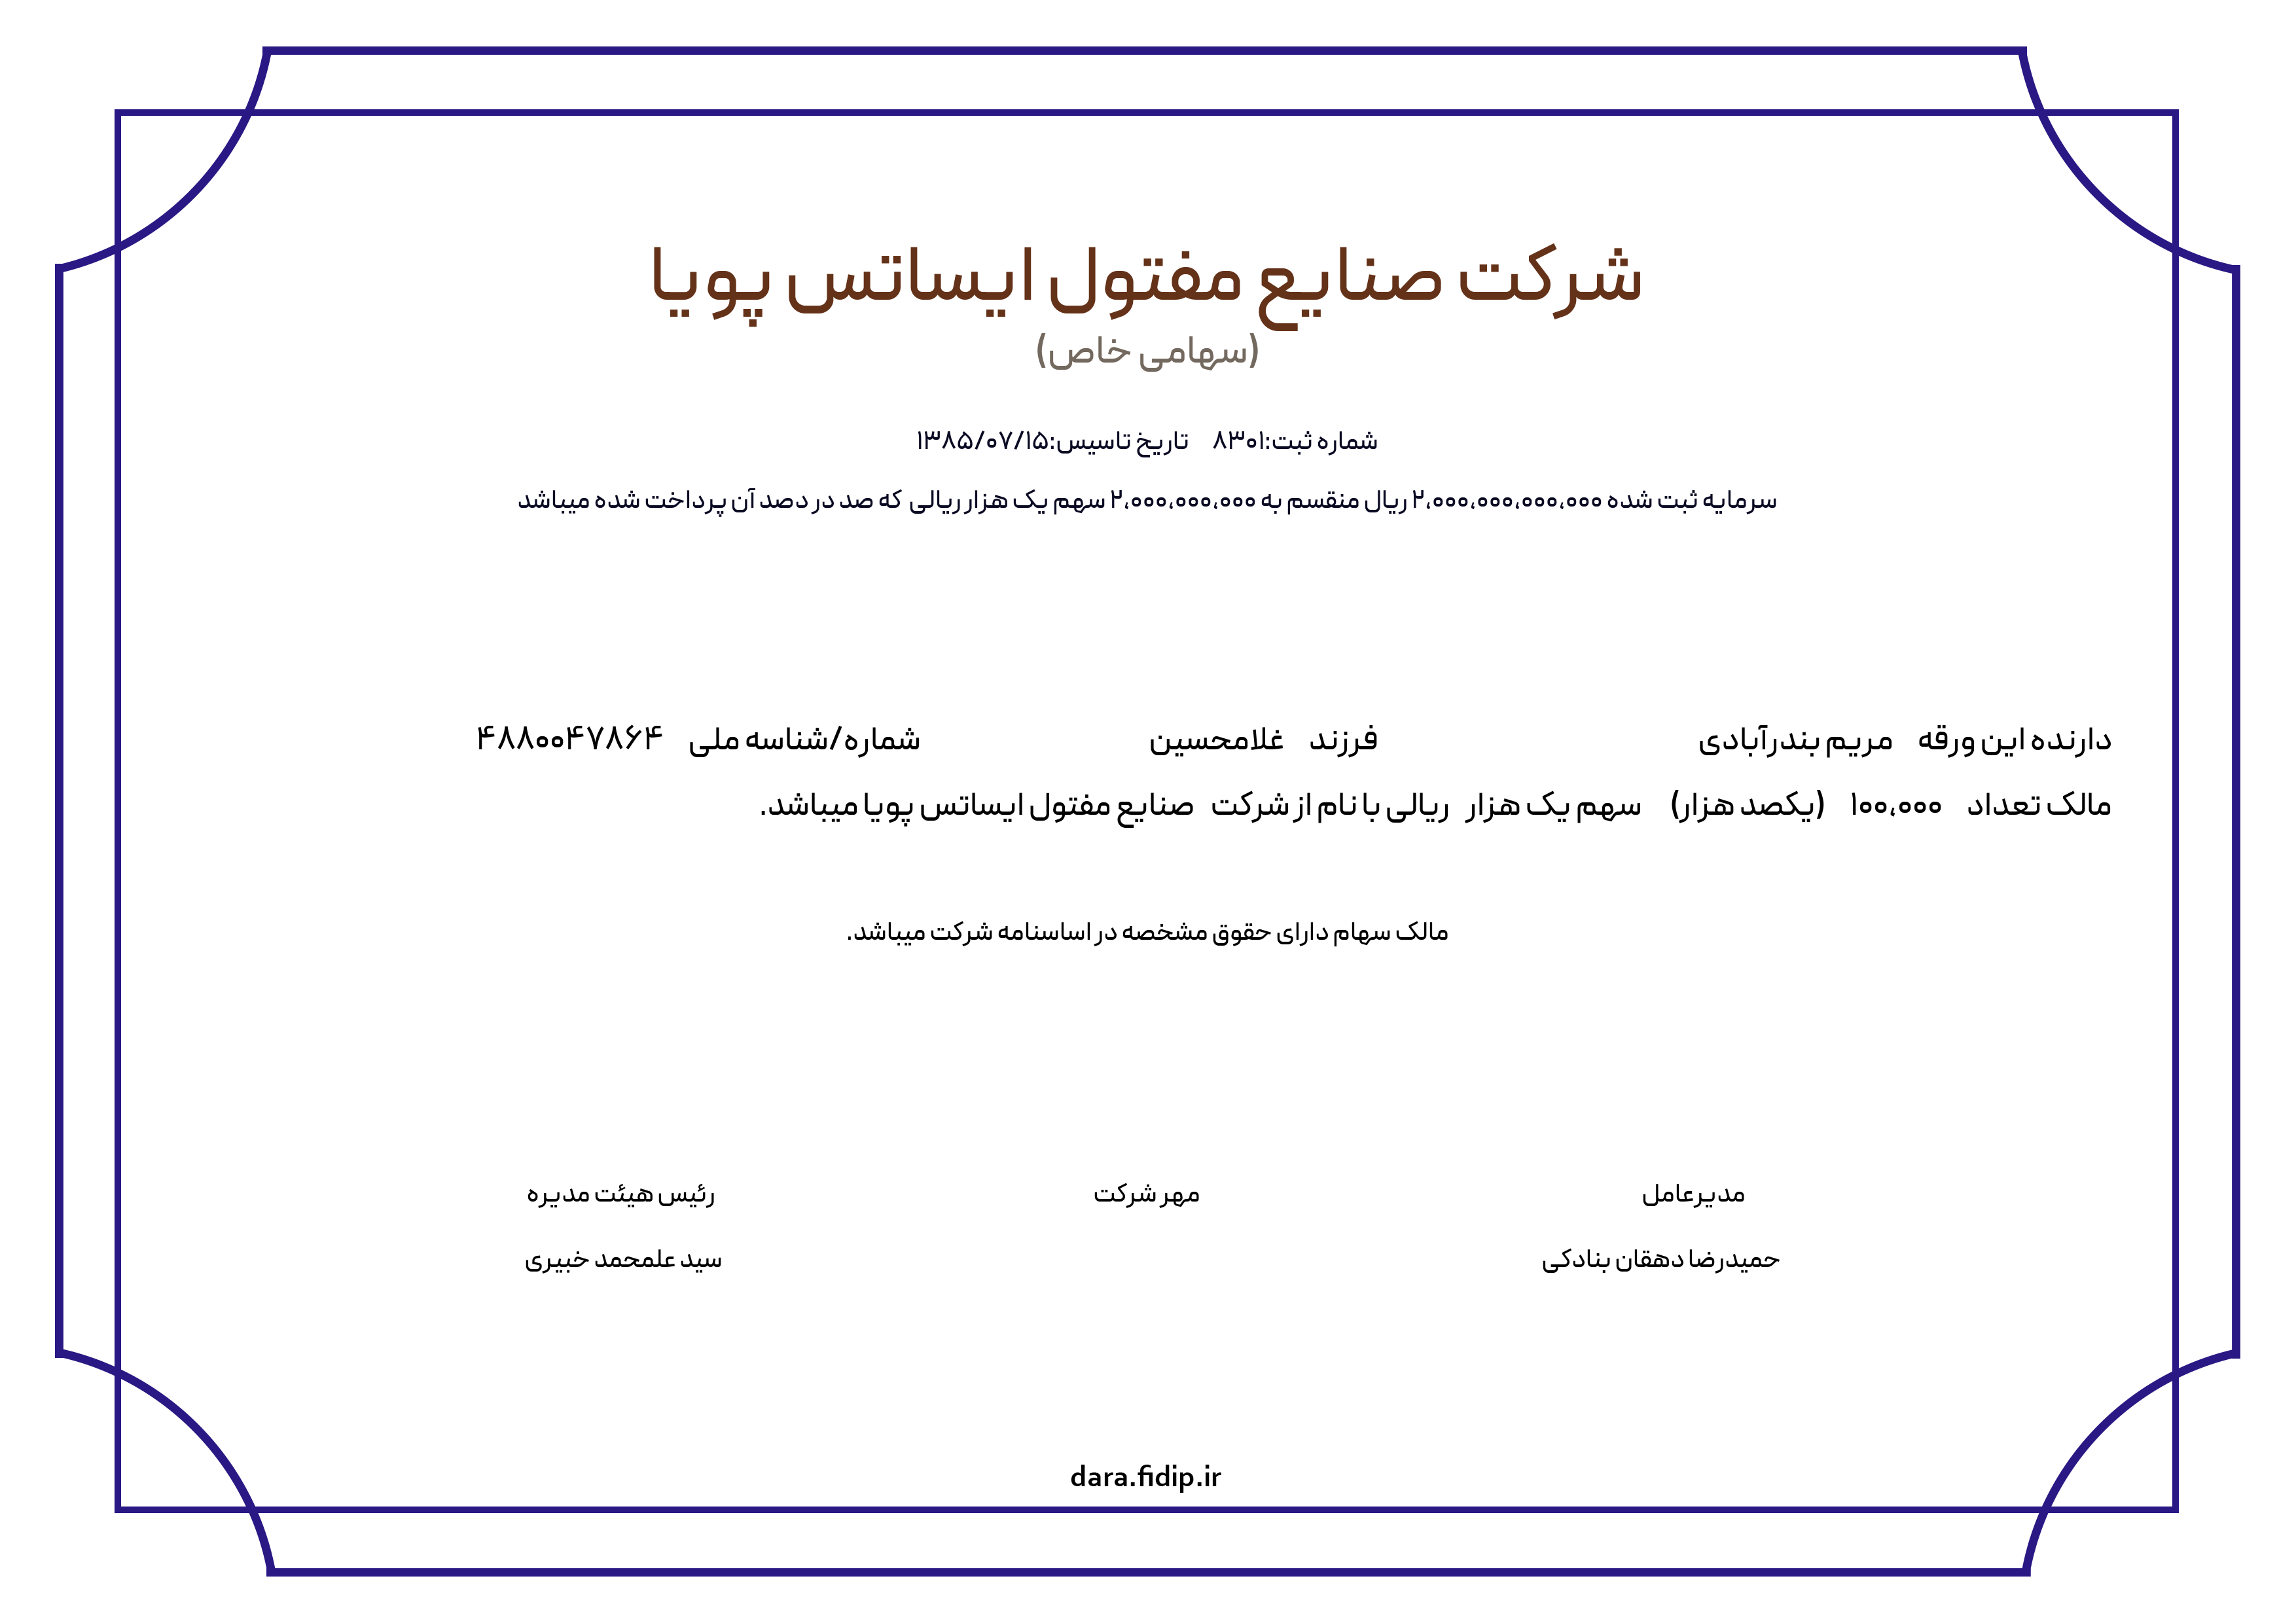 شرکت صنایع مفتول ایساتس پویا
(سهامی خاص)
شماره ثبت:۸۳۰۱ تاریخ تاسیس:۱۳۸۵/۰۷/۱۵
سرمایه ثبت شده ۲،۰۰۰،۰۰۰،۰۰۰،۰۰۰ ریال منقسم به ۲،۰۰۰،۰۰۰،۰۰۰ سهم یک هزار ریالی که صد در دصد آن پرداخت شده میباشد
دارنده این ورقه مریم بندرآبادی فرزند غلامحسین شماره/شناسه ملی ۴۸۸۰۰۴۷۸۶۴
مالک تعداد ۱۰۰،۰۰۰ (یکصد هزار) سهم یک هزار ریالی با نام از شرکت صنایع مفتول ایساتس پویا میباشد.
مالک سهام دارای حقوق مشخصه در اساسنامه شرکت میباشد.
مدیرعامل مهر شرکت رئیس هیئت مدیره
حمیدرضا دهقان بنادکی سید علمحمد خبیری
dara.fidip.ir